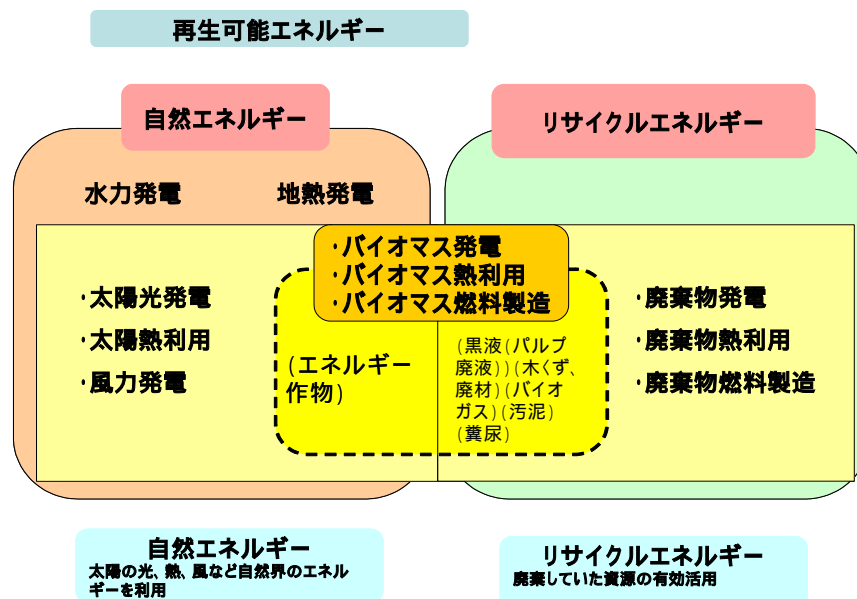 再生可能エネルギー
自然エネルギー
リサイクルエネルギー
水力発電
地熱発電
・バイオマス発電
・バイオマス熱利用
・バイオマス燃料製造
・太陽光発電
・太陽熱利用
・風力発電
(エネルギー
作物)
(黒液(パルプ
廃液))(木くず、
廃材)(バイオ
ガス)(汚泥)
(糞尿)
・廃棄物発電
・廃棄物熱利用
・廃棄物燃料製造
自然エネルギー
太陽の光、熱、風など自然界のエネル
ギーを利用
リサイクルエネルギー
廃棄していた資源の有効活用